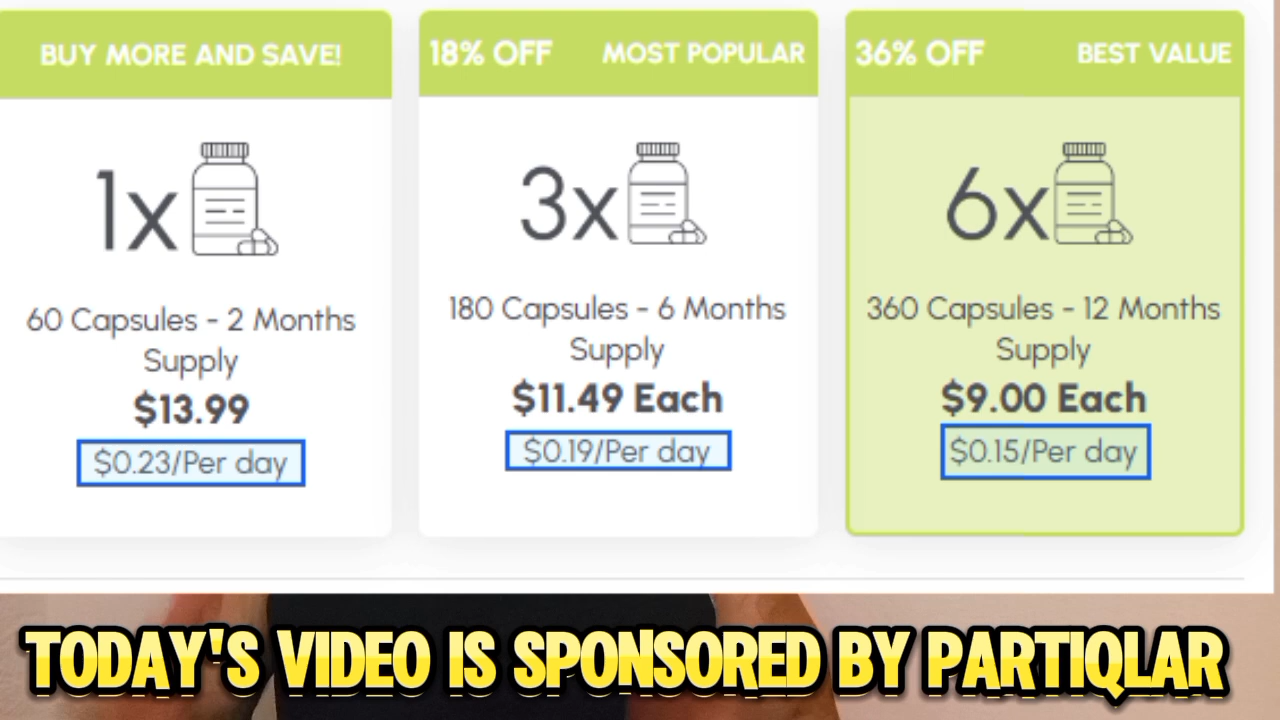 BUY MORE AND SAVE!
1x
60 Capsules - 2 Months
Supply
$13.99
$0.23/Per day
18% OFF MOST POPULAR
3x
180 Capsules - 6 Months
Supply
$11.49 Each
$0.19/Per day
36% OFF BEST VALUE
6x
360 Capsules - 12 Months
Supply
$9.00 Each
$0.15/Per day
TODAY'S VIDEO IS SPONSORED BY PARTIQLAR